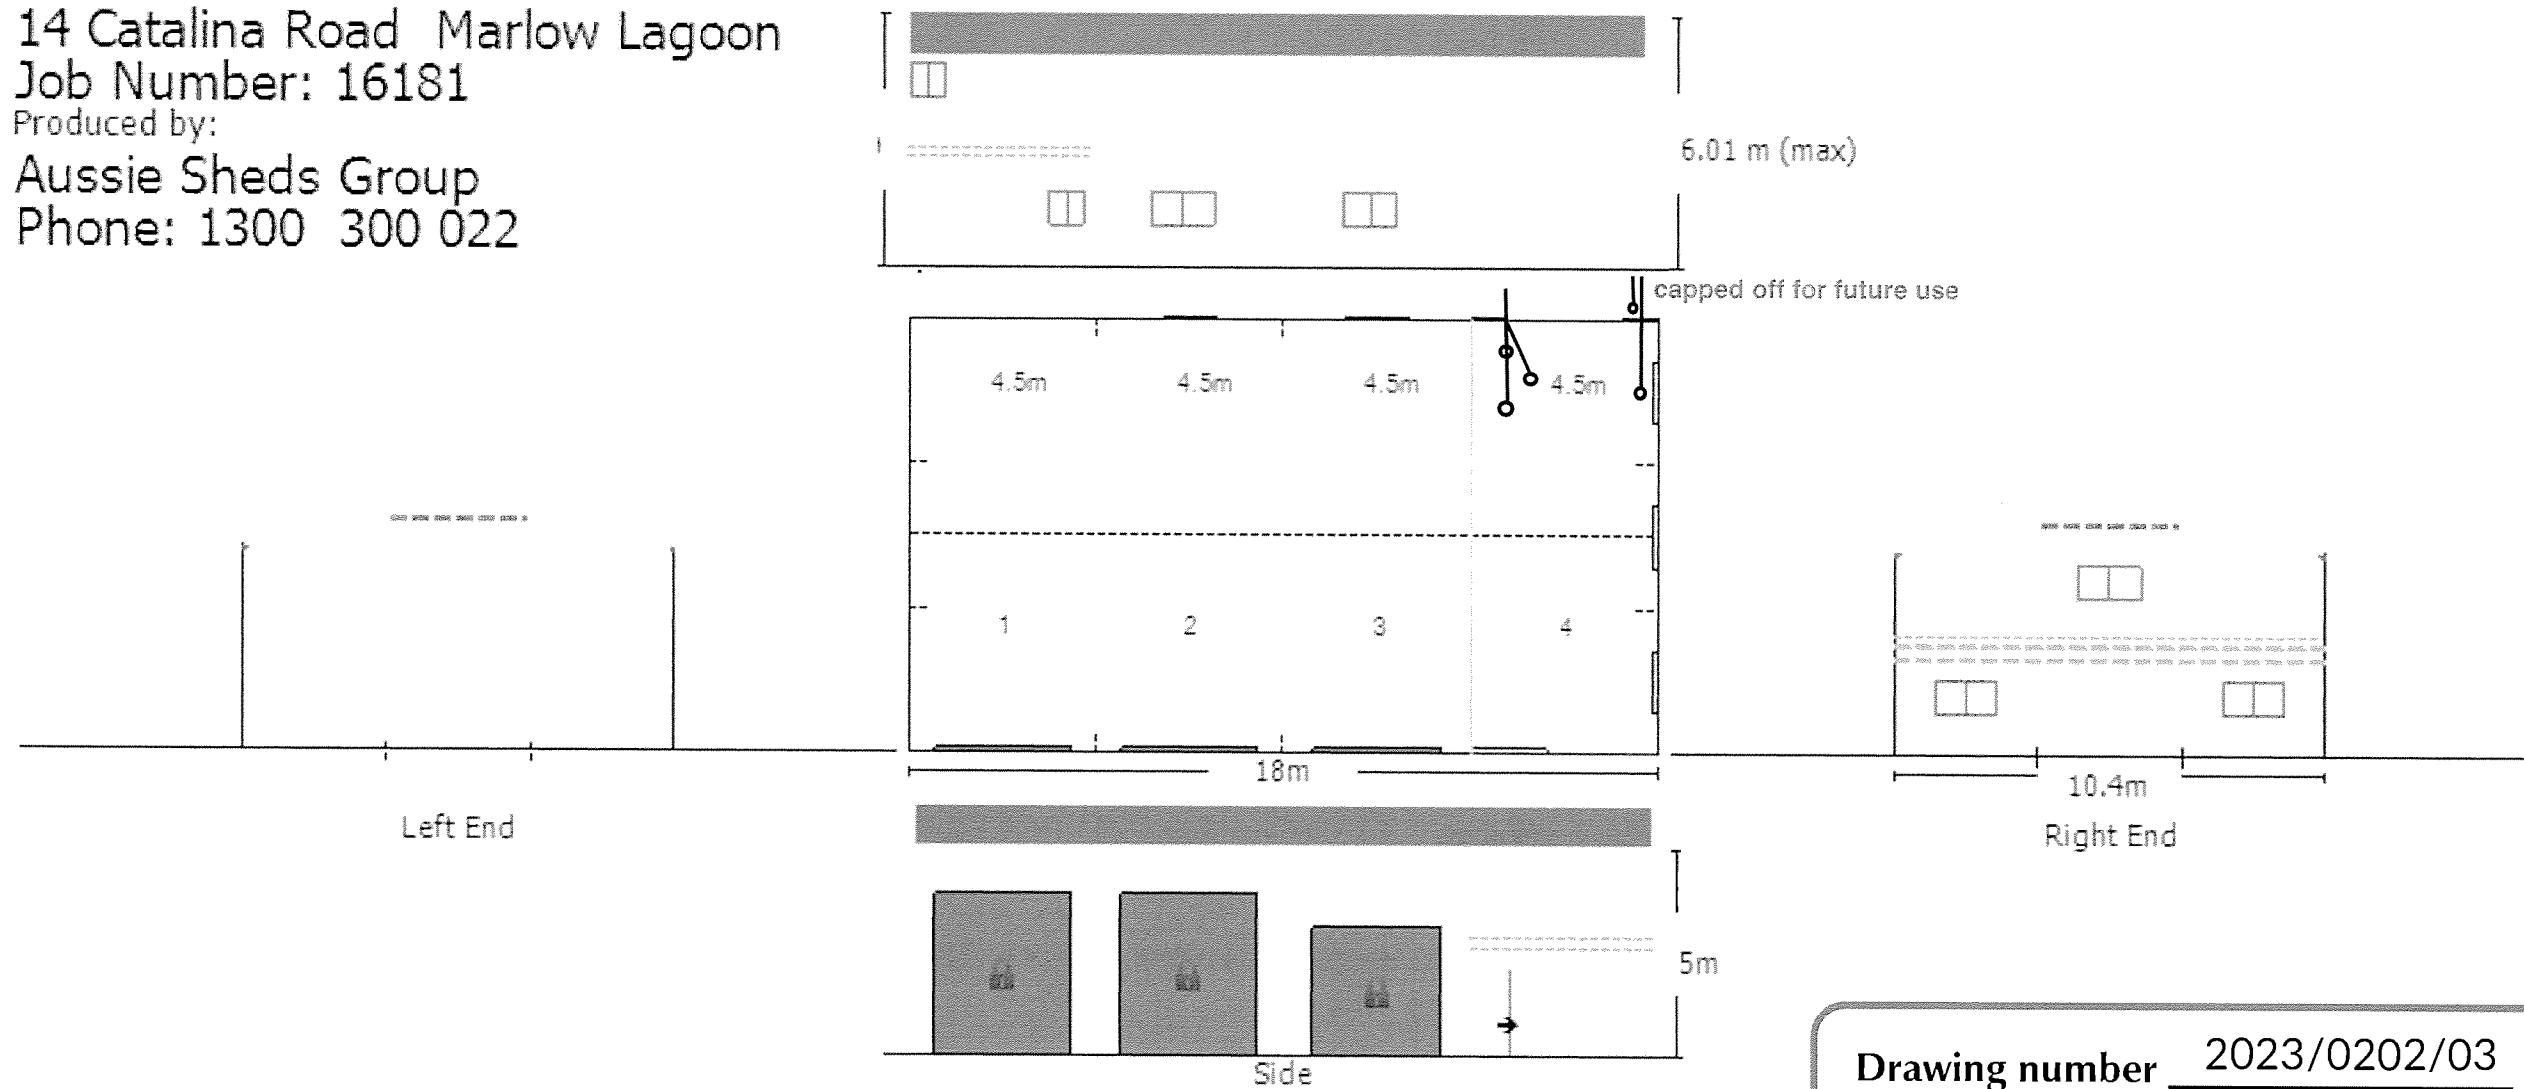 14 Catalina Road  Marlow Lagoon
Job Number: 16181
Produced by:
Aussie Sheds Group
Phone: 1300  300 022
6.01 m (max)
capped off for future use
4.5m 4.5m 4.5m 4.5m
1 2 3 4
18m
10.4m
Left End
Right End
5m
Side
Drawing number 2023/0202/03